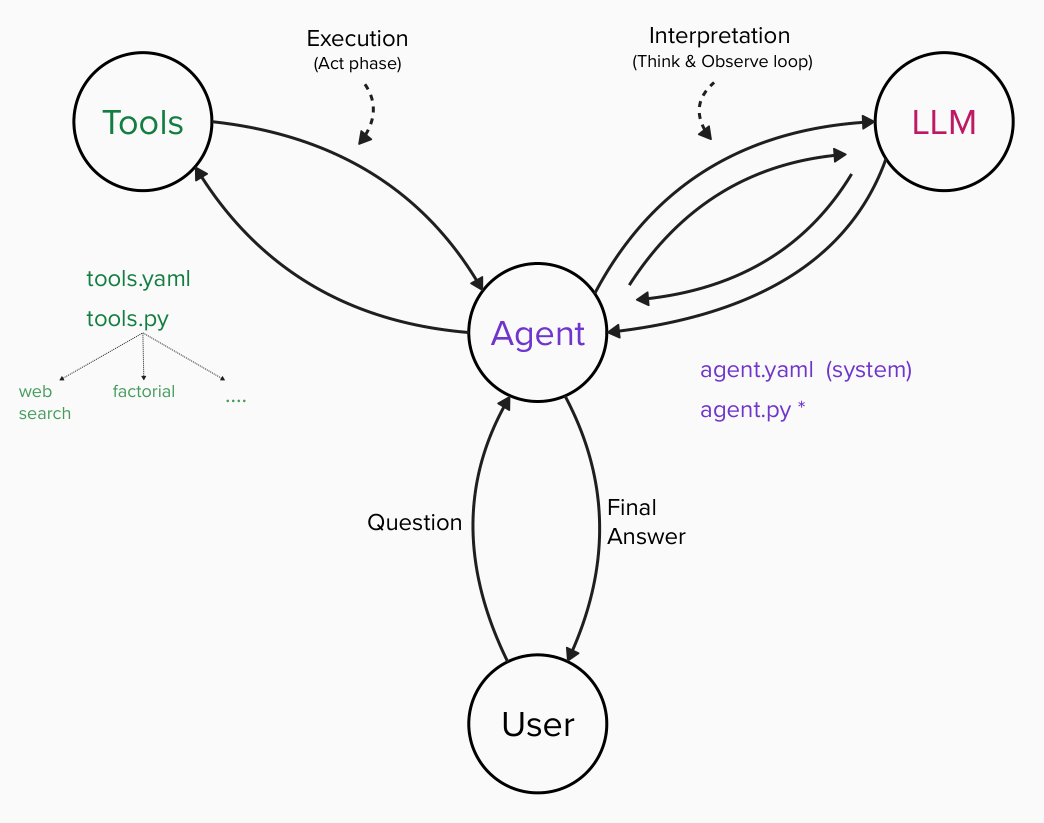 Execution
(Act phase)
Interpretation
(Think & Observe loop)
Tools
LLM
tools.yaml
tools.py
web
search
factorial
....
Agent
agent.yaml (system)
agent.py *
Question
Final
Answer
User